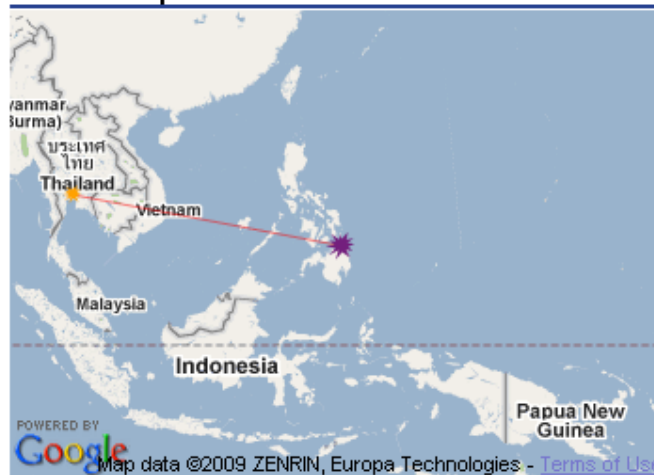 yanmar
Burma)
ประเทศ
ไทย
Thailand
Vietnam
Malaysia
Indonesia
Papua New
Guinea
POWERED BY
Google
Map data ©2009 ZENRIN, Europa Technologies - Terms of Use